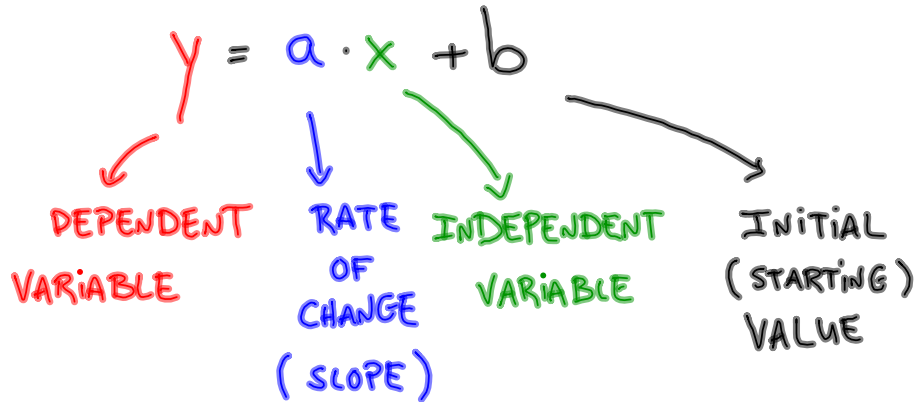 y = a · x + b
DEPENDENT
VARiABLE
RATE
OF
CHANGE
(SLOPE)
INDEPENDENT
VARiABLE
INiTiAL
(STARTiNG)
VALUE